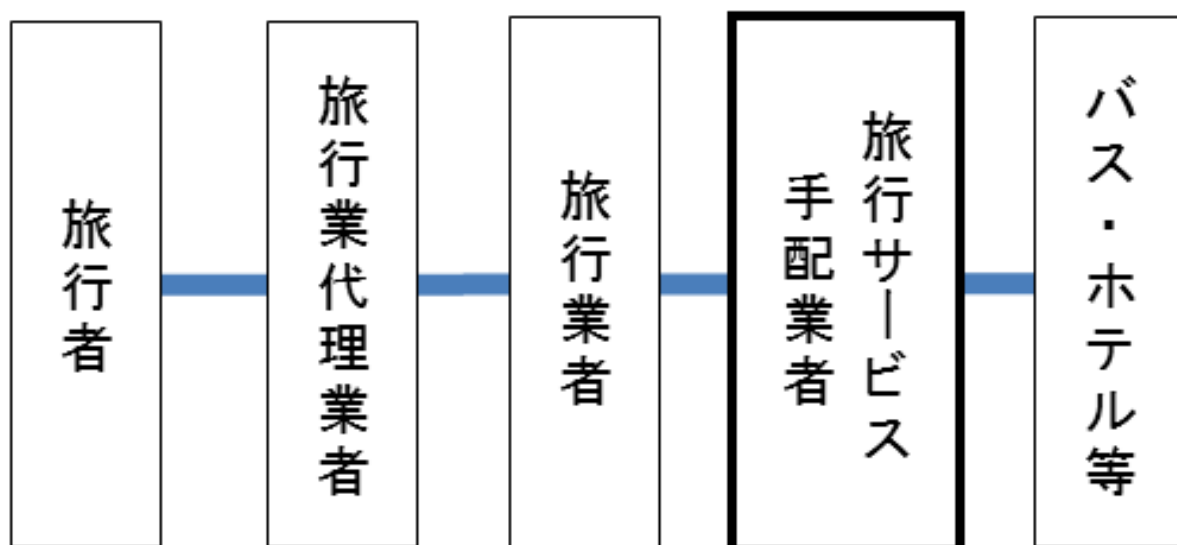 旅行者
旅行業代理業者
旅行業者
旅行サービス
手配業者
バス・ホテル等